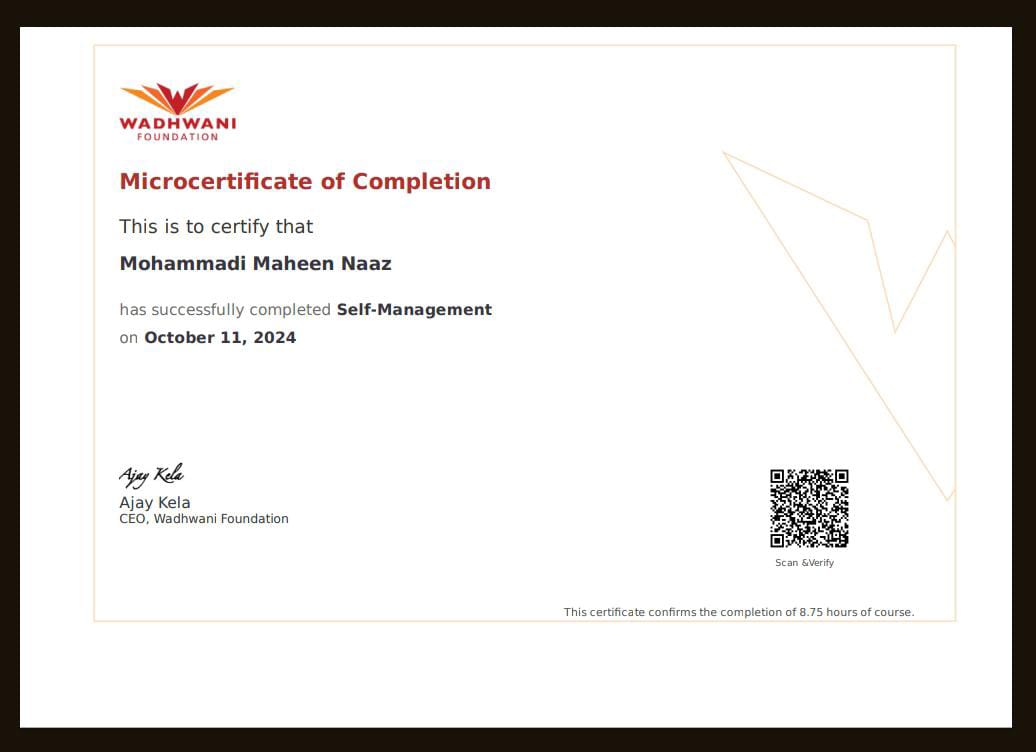 WADHWANI
FOUNDATION
Microcertificate of Completion
This is to certify that
Mohammadi Maheen Naaz
has successfully completed Self-Management
on October 11, 2024
Ajay Kela
Ajay Kela
CEO, Wadhwani Foundation
Scan &Verify
This certificate confirms the completion of 8.75 hours of course.